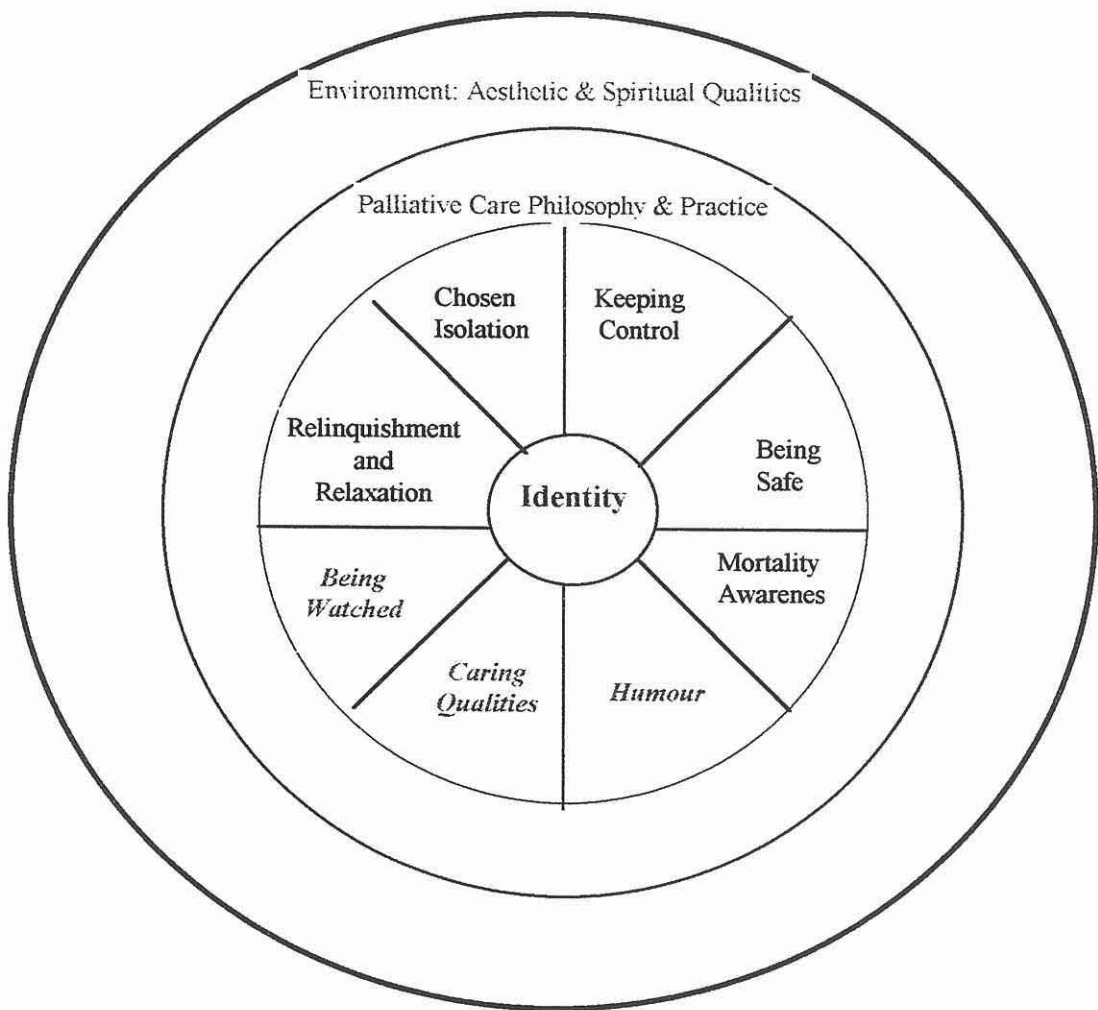 Environment: Aesthetic & Spiritual Qualities
Palliative Care Philosophy & Practice
Chosen
Isolation
Keeping
Control
Relinquishment
and
Relaxation
Identity
Being
Safe
Being
Watched
Mortality
Awarenes
Caring
Qualities
Humour